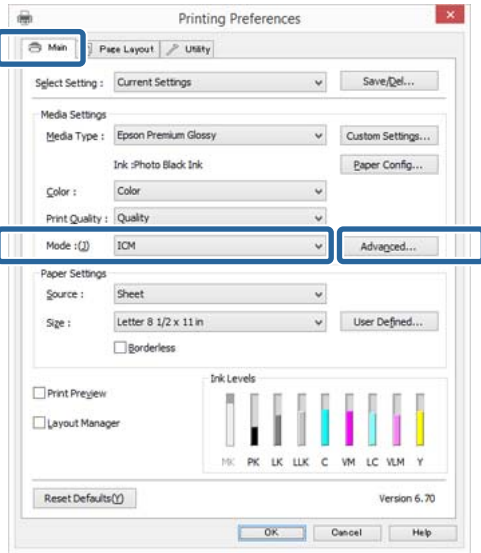 Printing Preferences
Main Page Layout Utility
Select Setting : Current Settings Save/Del...
Media Settings
Media Type : Epson Premium Glossy Custom Settings...
Ink :Photo Black Ink Paper Config...
Color : Color
Print Quality : Quality
Mode :(J) ICM Advanced...
Paper Settings
Source : Sheet
Size : Letter 8 1/2 x 11 in User Defined...
Borderless
Print Preview
Layout Manager
Ink Levels
MK PK LK LLK C VM LC VLM Y
Reset Defaults(Y) Version 6.70
OK Cancel Help